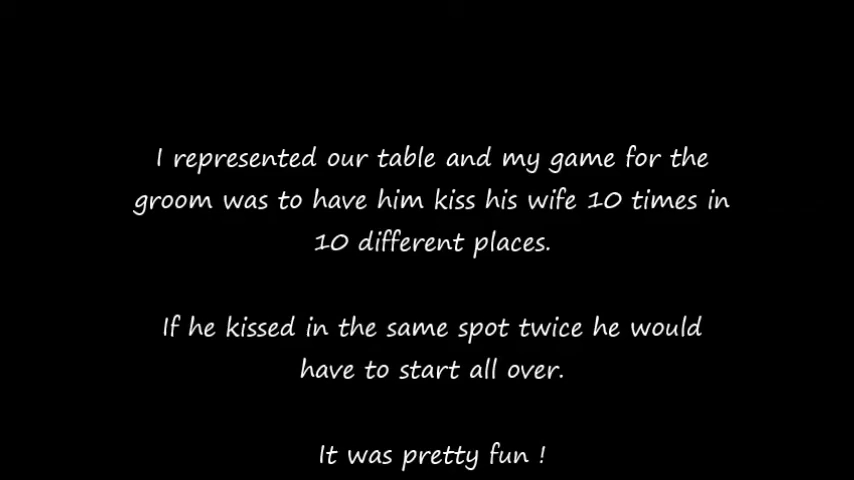 I represented our table and my game for the
groom was to have him kiss his wife 10 times in
10 different places.
If he kissed in the same spot twice he would
have to start all over.
It was pretty fun !